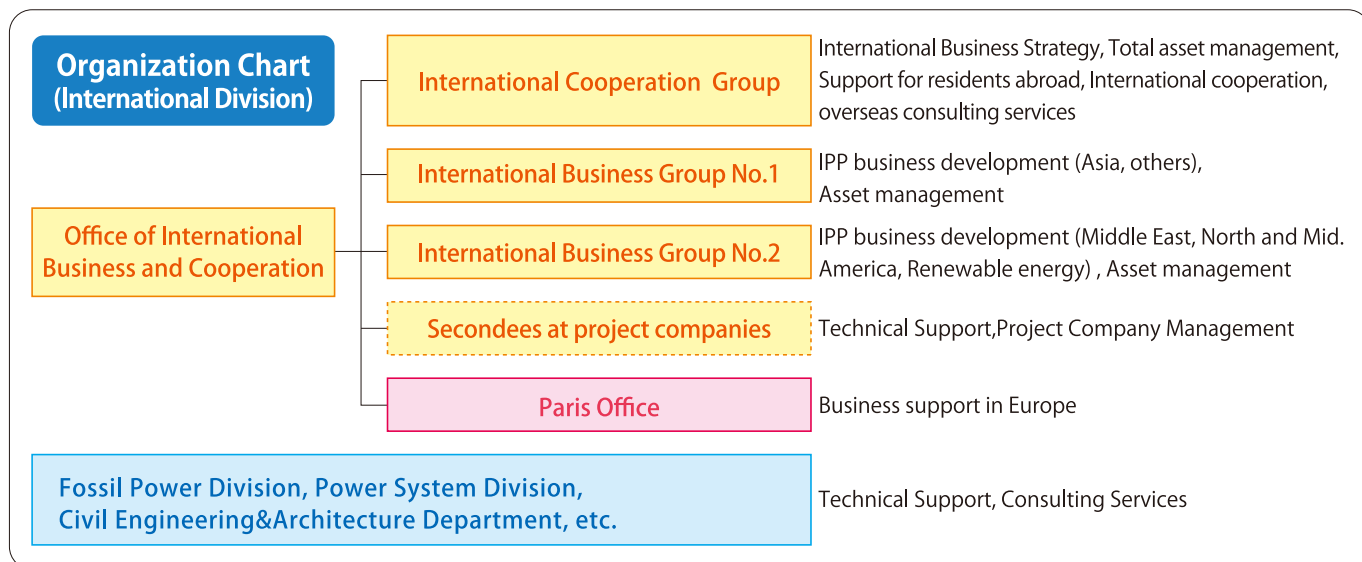 Organization Chart
(International Division)
International Cooperation Group
International Business Strategy, Total asset management,
Support for residents abroad, International cooperation,
overseas consulting services
International Business Group No.1
IPP business development (Asia, others),
Asset management
Office of International
Business and Cooperation
International Business Group No.2
IPP business development (Middle East, North and Mid.
America, Renewable energy) , Asset management
Secondees at project companies
Technical Support,Project Company Management
Paris Office
Business support in Europe
Fossil Power Division, Power System Division,
Civil Engineering&Architecture Department, etc.
Technical Support, Consulting Services